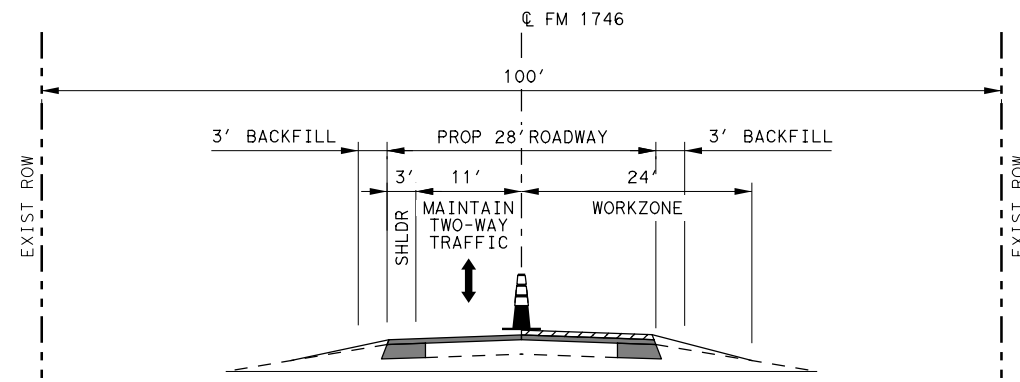 ℄ FM 1746
100'
3' BACKFILL
PROP 28' ROADWAY
3' BACKFILL
3'
11'
24'
MAINTAIN
TWO-WAY
TRAFFIC
WORKZONE
SHLDR
EXIST ROW
EXIST ROW